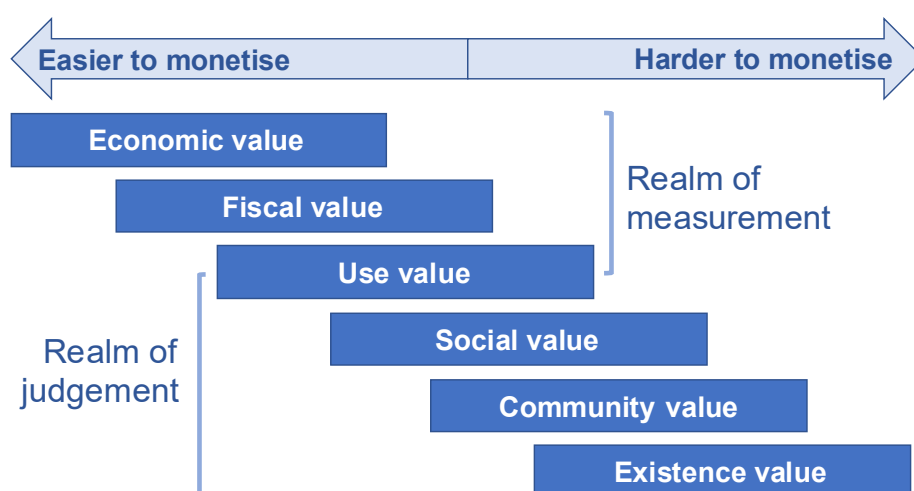 Easier to monetise
Harder to monetise
Economic value
Fiscal value
Realm of
measurement
Use value
Social value
Realm of
judgement
Community value
Existence value